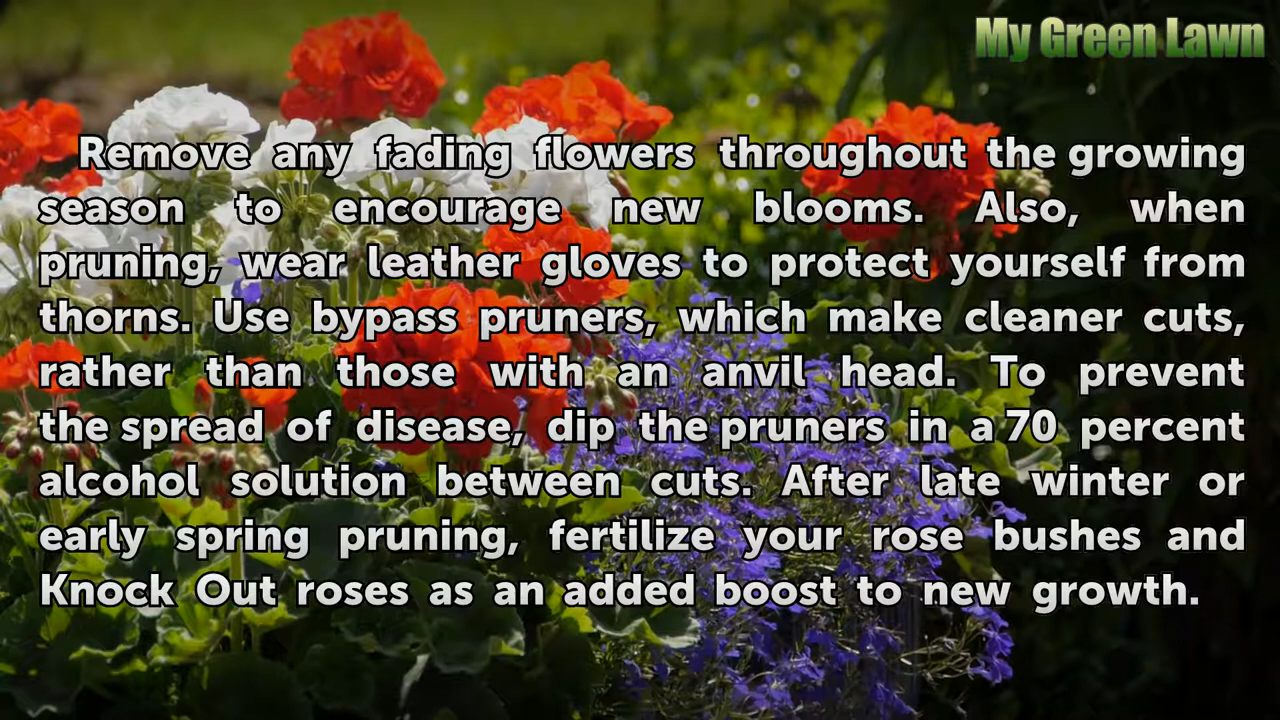 My Green Lawn
Remove any fading flowers throughout the growing
season to encourage new blooms. Also, when
pruning, wear leather gloves to protect yourself from
thorns. Use bypass pruners, which make cleaner cuts,
rather than those with an anvil head. To prevent
the spread of disease, dip the pruners in a 70 percent
alcohol solution between cuts. After late winter or
early spring pruning, fertilize your rose bushes and
Knock Out roses as an added boost to new growth.